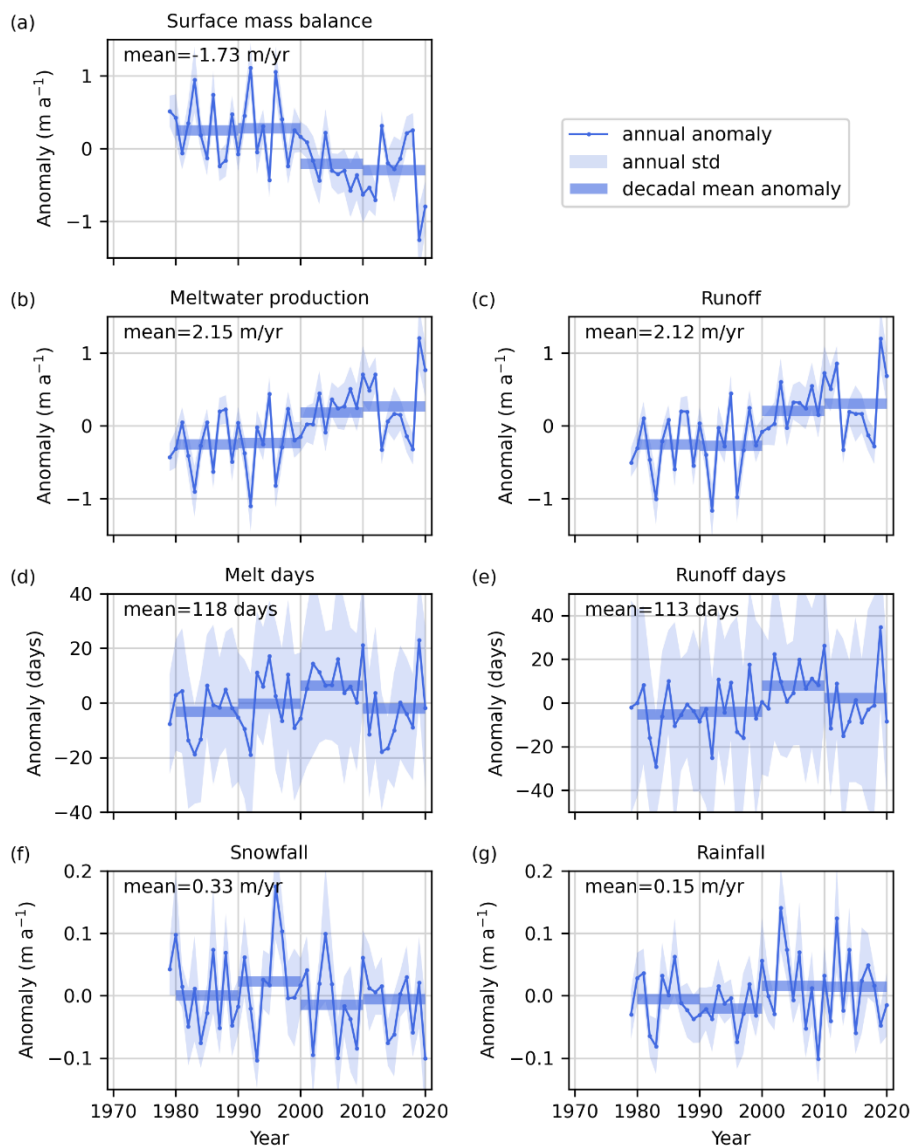 (a)
Surface mass balance
mean=-1.73 m/yr
1
0
−1
Anomaly (m a⁻¹)
annual anomaly
annual std
decadal mean anomaly
(b)
Meltwater production
mean=2.15 m/yr
1
0
−1
Anomaly (m a⁻¹)
(c)
Runoff
mean=2.12 m/yr
1
0
−1
Anomaly (m a⁻¹)
(d)
Melt days
mean=118 days
40
20
0
−20
−40
Anomaly (days)
(e)
Runoff days
mean=113 days
40
20
0
−20
−40
Anomaly (days)
(f)
Snowfall
mean=0.33 m/yr
0.2
0.1
0.0
−0.1
Anomaly (m a⁻¹)
1970 1980 1990 2000 2010 2020
Year
(g)
Rainfall
mean=0.15 m/yr
0.2
0.1
0.0
−0.1
Anomaly (m a⁻¹)
1970 1980 1990 2000 2010 2020
Year